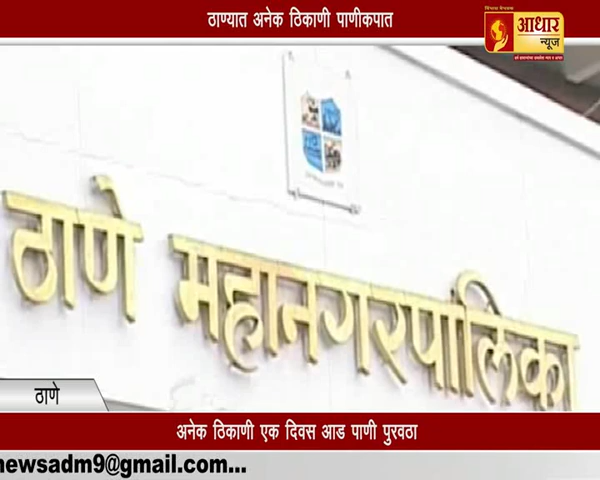 ठाण्यात अनेक ठिकाणी पाणीकपात
आधार
न्यूज
ठाणे महानगरपालिका
ठाणे
अनेक ठिकाणी एक दिवस आड पाणी पुरवठा
newsadm9@gmail.com...